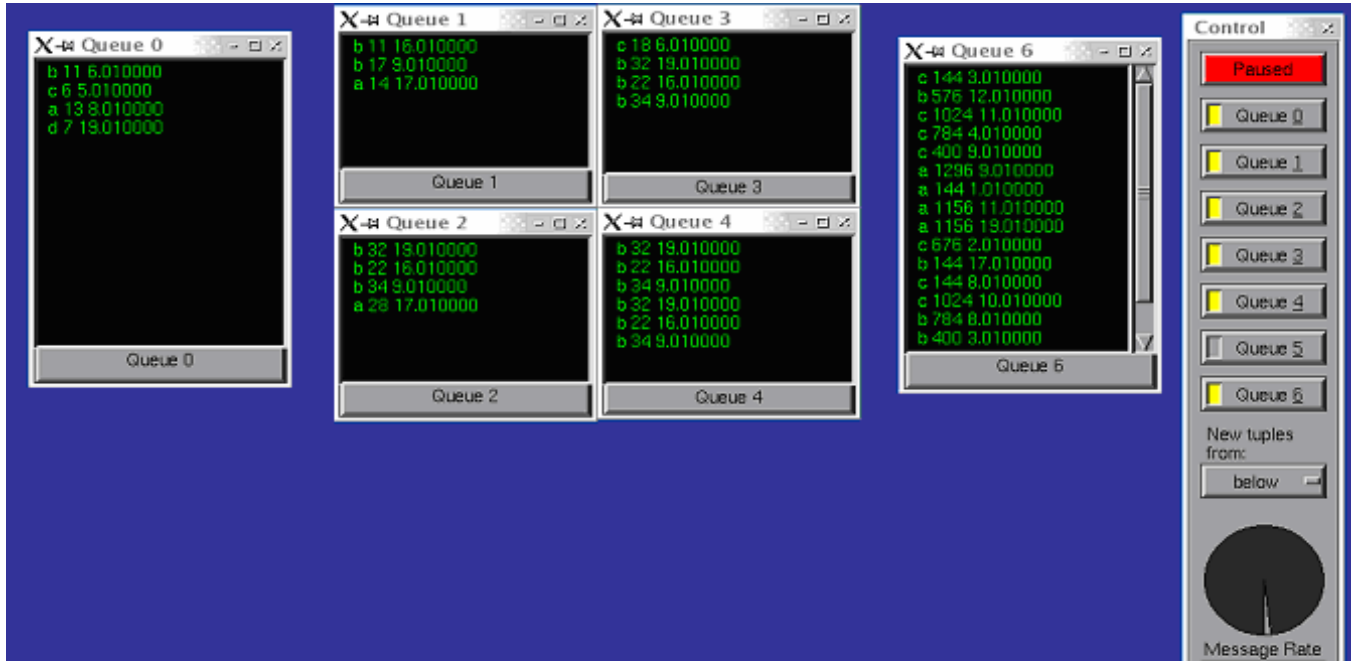 Queue 0
b 11 6.010000
c 6 5.010000
a 13 8.010000
d 7 19.010000
Queue 0
Queue 1
b 11 16.010000
b 17 9.010000
a 14 17.010000
Queue 1
Queue 3
c 18 6.010000
b 32 19.010000
b 22 16.010000
b 34 9.010000
Queue 3
Queue 2
b 32 19.010000
b 22 16.010000
b 34 9.010000
a 28 17.010000
Queue 2
Queue 4
b 32 19.010000
b 22 16.010000
b 34 9.010000
b 32 19.010000
b 22 16.010000
b 34 9.010000
Queue 4
Queue 6
c 144 3.010000
b 576 12.010000
c 1024 11.010000
c 784 4.010000
c 400 9.010000
a 1296 9.010000
a 144 1.010000
a 1156 11.010000
a 1156 19.010000
c 676 2.010000
b 144 17.010000
c 144 8.010000
c 1024 10.010000
b 784 8.010000
b 400 3.010000
Queue 6
Control
Paused
Queue 0
Queue 1
Queue 2
Queue 3
Queue 4
Queue 5
Queue 6
New tuples
from:
below
Message Rate